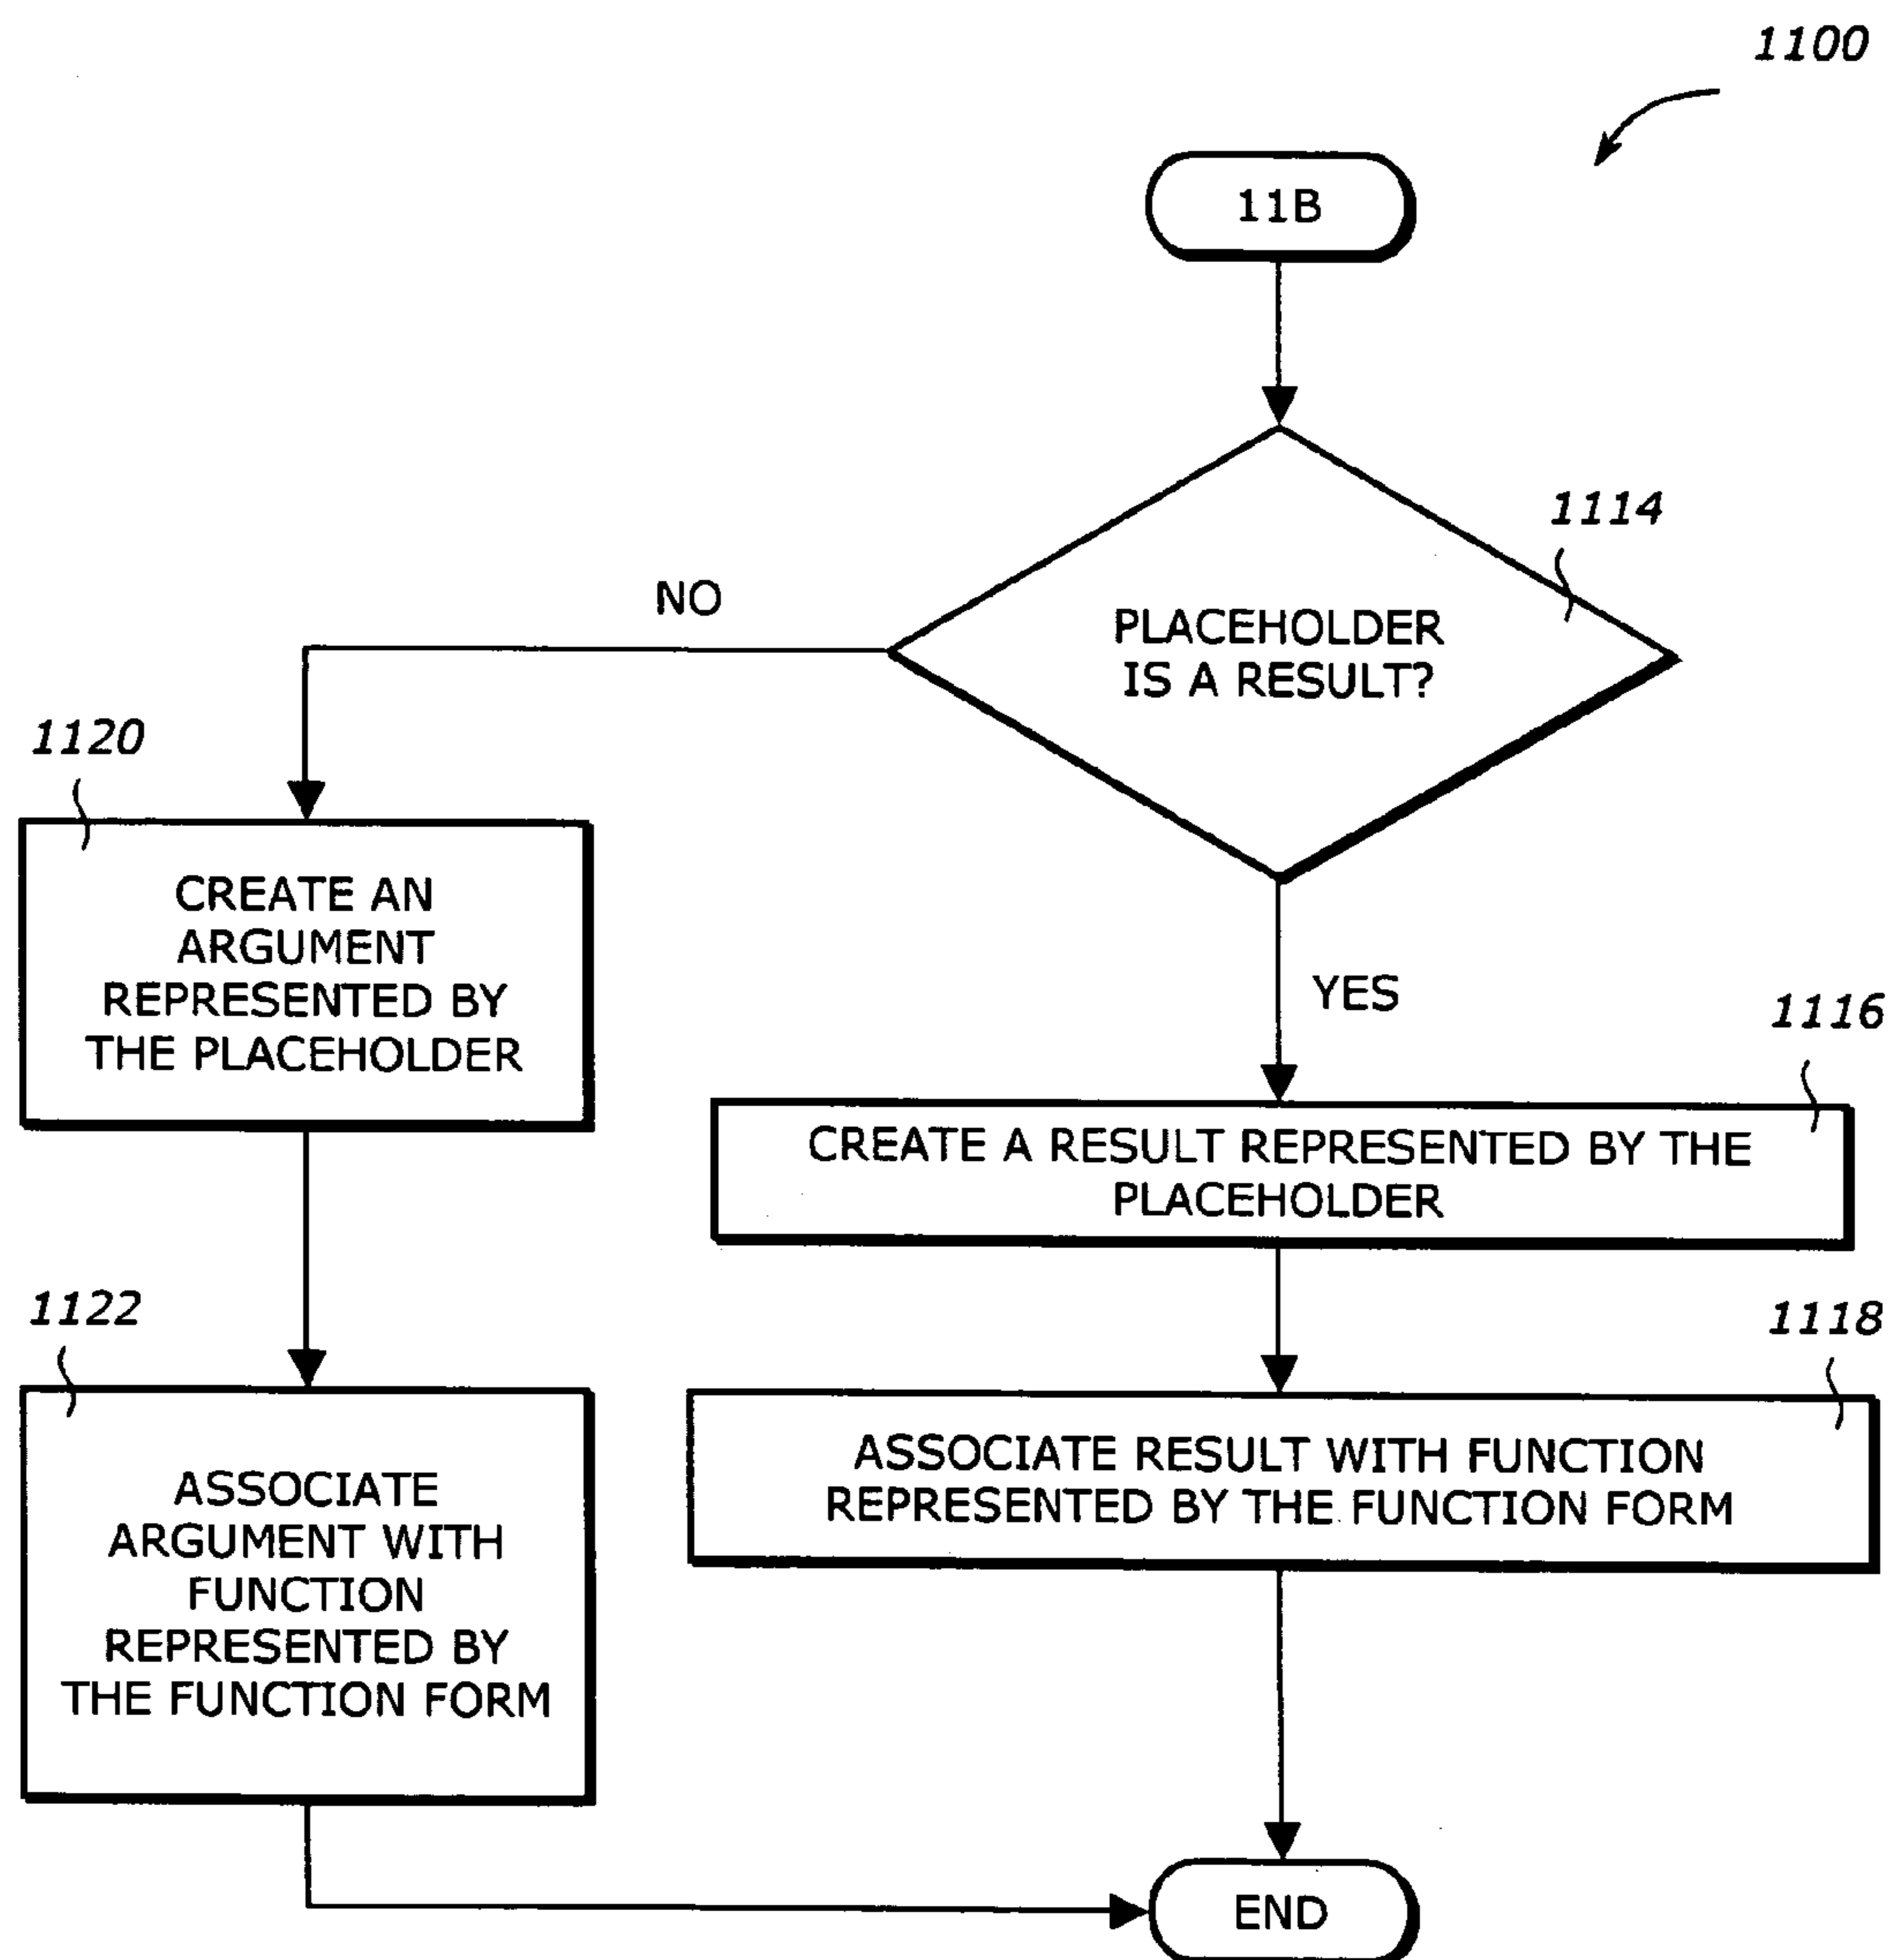 1100
11B
1114
PLACEHOLDER
IS A RESULT?
NO
YES
1120
CREATE AN
ARGUMENT
REPRESENTED BY
THE PLACEHOLDER
1116
CREATE A RESULT REPRESENTED BY THE
PLACEHOLDER
1122
ASSOCIATE
ARGUMENT WITH
FUNCTION
REPRESENTED BY
THE FUNCTION FORM
1118
ASSOCIATE RESULT WITH FUNCTION
REPRESENTED BY THE FUNCTION FORM
END